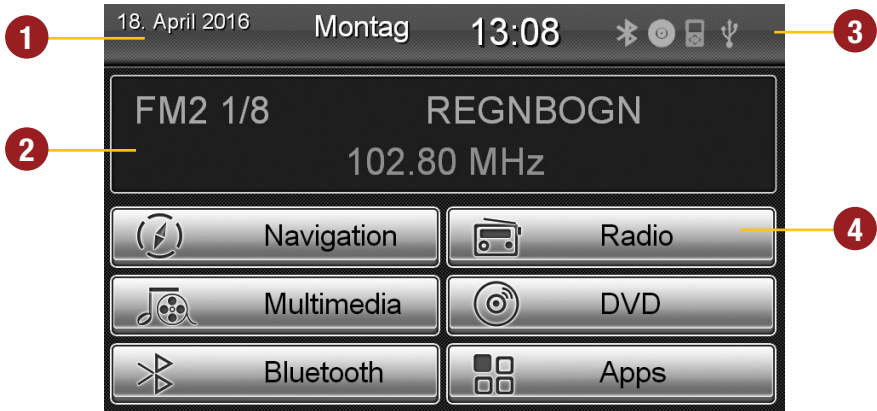 1
18. April 2016 Montag 13:08
3
FM2 1/8 REGNBOGN
2
102.80 MHz
Navigation Radio
4
Multimedia DVD
Bluetooth Apps